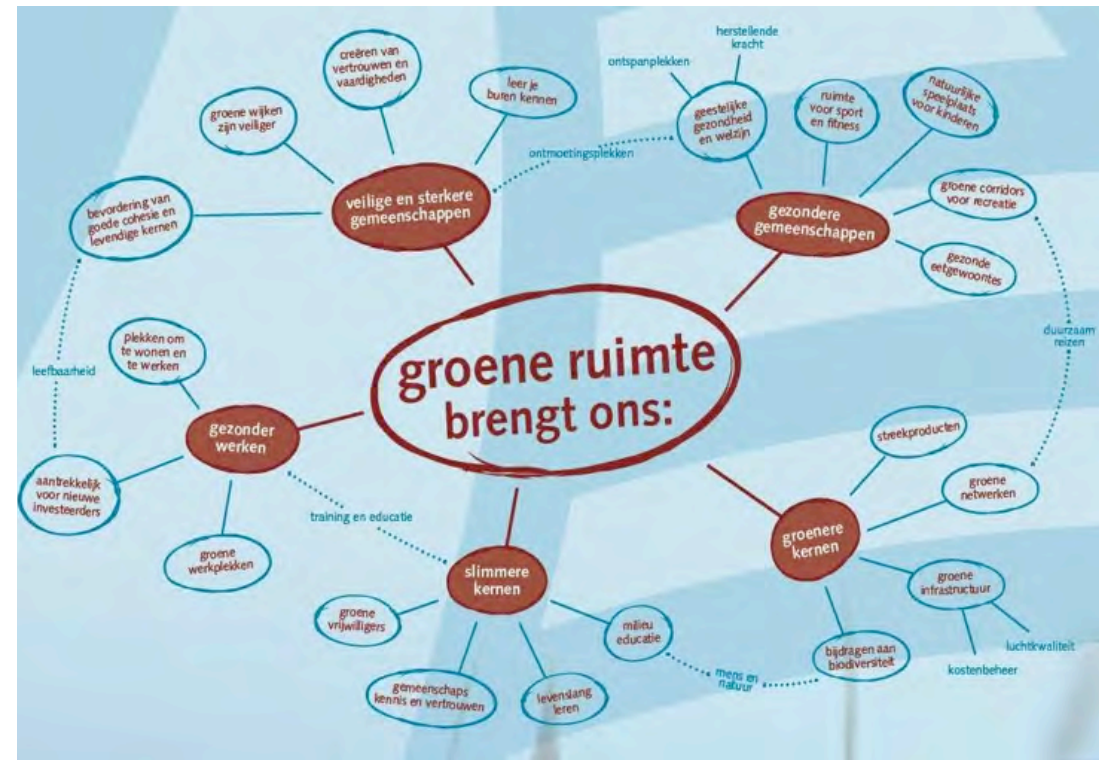 groene ruimte
brengt ons:
veilige en sterkere
gemeenschappen
bevordering van
goede cohesie en
levendige kernen
groene wijken
zijn veiliger
creëren van
vertrouwen en
vaardigheden
leer je
buren kennen
ontmoetingsplekken
gezondere
gemeenschappen
geestelijke
gezondheid
en welzijn
ontspanplekken
herstellende
kracht
ruimte
voor sport
en fitness
natuurlijke
speelplaats
voor kinderen
groene corridors
voor recreatie
gezonde
eetgewoontes
duurzaam
reizen
groenere
kernen
streekproducten
groene
netwerken
groene
infrastructuur
luchtkwaliteit
kostenbeheer
bijdragen aan
biodiversiteit
mens en
natuur
slimmere
kernen
milieu
educatie
levenslang
leren
gemeenschaps
kennis en vertrouwen
groene
vrijwilligers
training en educatie
gezonder
werken
groene
werkplekken
aantrekkelijk
voor nieuwe
investeerders
plekken om
te wonen en
te werken
leefbaarheid